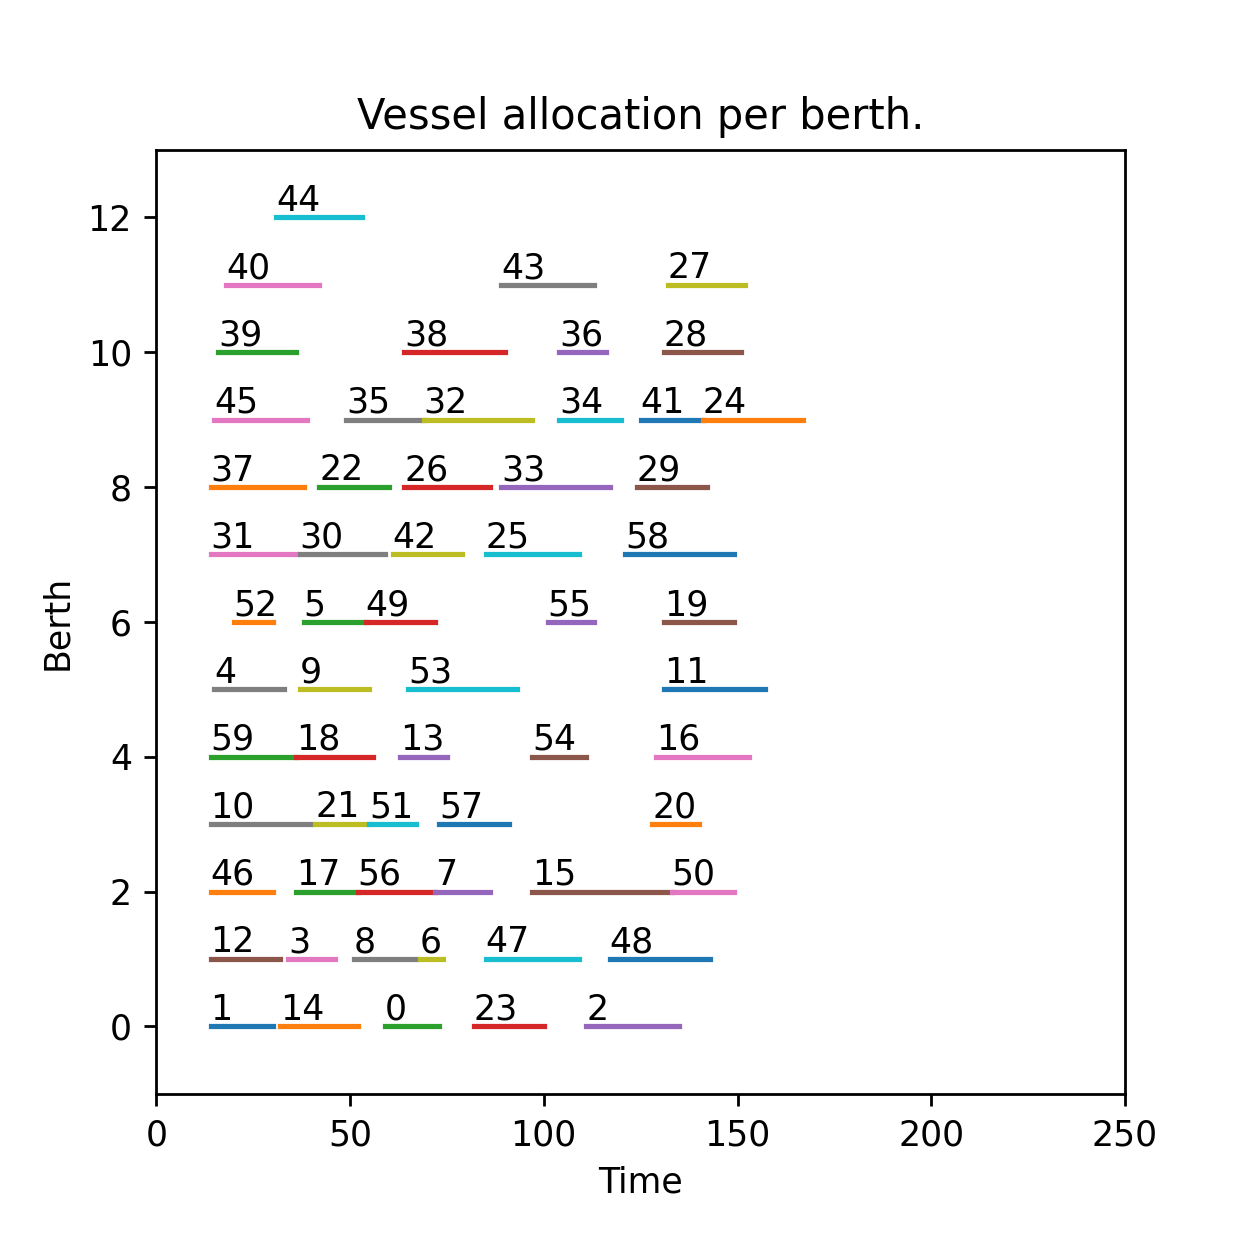 Vessel allocation per berth.
44
12
40 43 27
39 38 36 28
10
45 35 32 34 41 24
37 22 26 33 29
8
31 30 42 25 58
52 5 49 55 19
6
Berth
4 9 53 11
59 18 13 54 16
4
10 21 51 57 20
46 17 56 7 15 50
2
12 3 8 6 47 48
1 14 0 23 2
0
0 50 100 150 200 250
Time